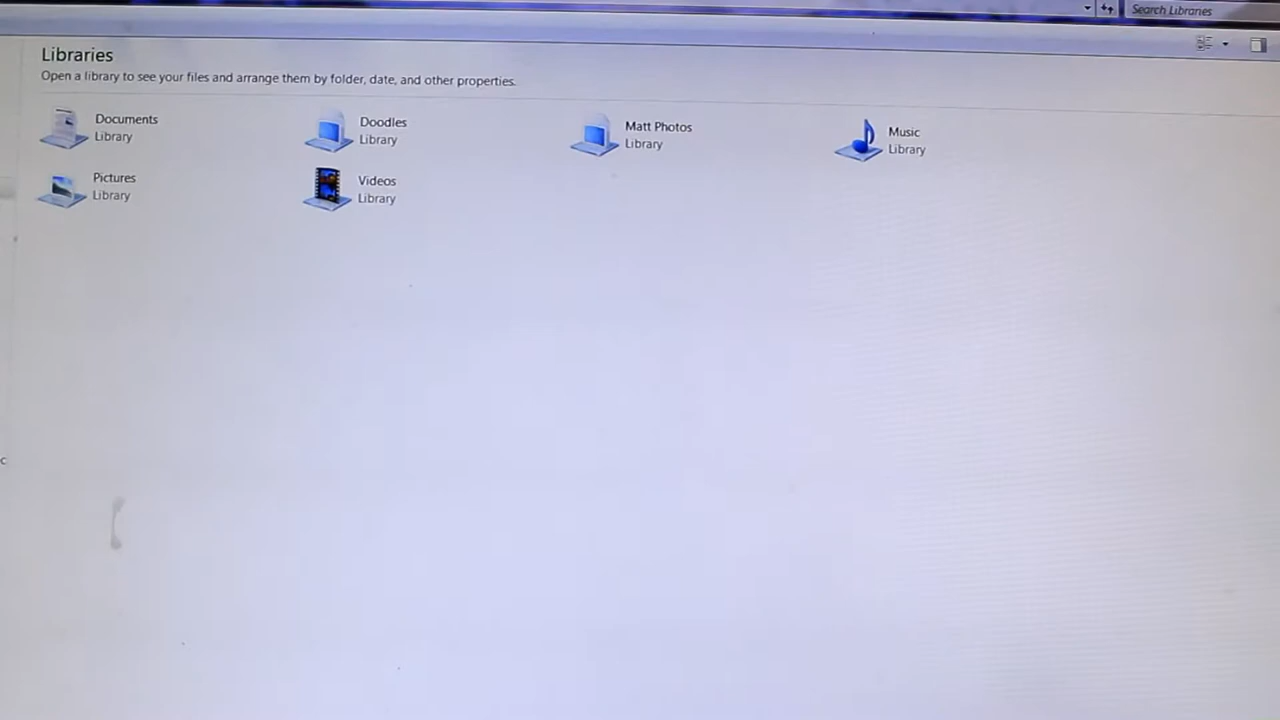 Search Libraries
Libraries
Open a library to see your files and arrange them by folder, date, and other properties.
Documents
Library
Doodles
Library
Matt Photos
Library
Music
Library
Pictures
Library
Videos
Library
c